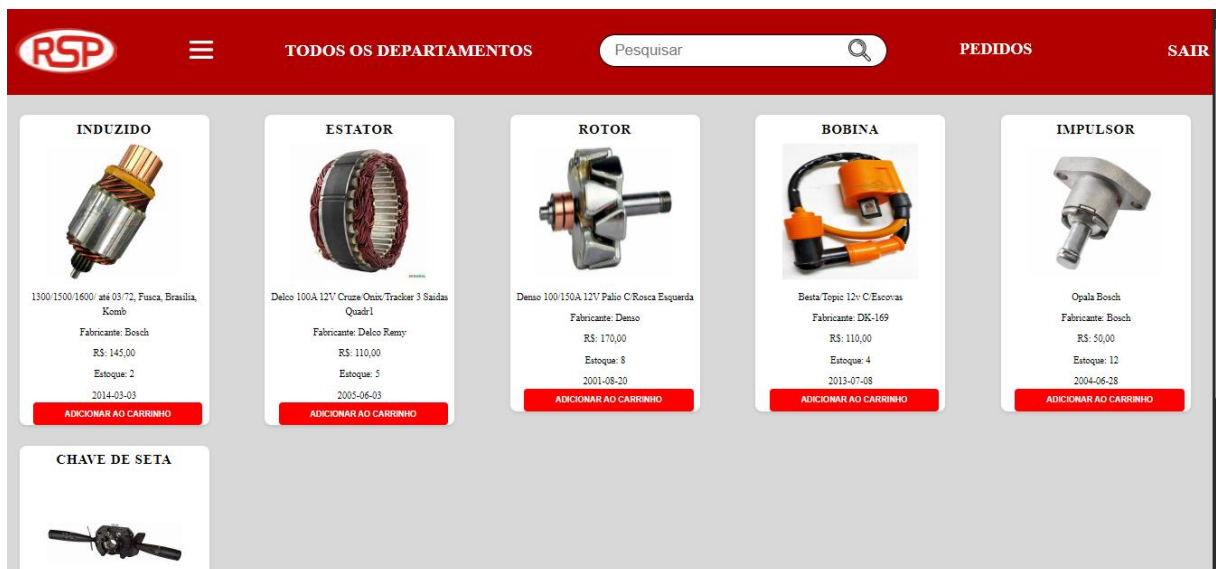 RSP
TODOS OS DEPARTAMENTOS
Pesquisar
PEDIDOS
SAIR
INDUZIDO
1300/1500/1600/ até 03/72, Fusca, Brasilia,
Komb
Fabricante: Bosch
R$: 145,00
Estoque: 2
2014-03-03
ADICIONAR AO CARRINHO
ESTATOR
Delco 100A 12V Cruze/Onix/Tracker 3 Saidas
Quadr1
Fabricante: Delco Remy
R$: 110,00
Estoque: 5
2005-06-03
ADICIONAR AO CARRINHO
ROTOR
Denso 100/150A 12V Palio C/Rosca Esquerda
Fabricante: Denso
R$: 170,00
Estoque: 8
2001-08-20
ADICIONAR AO CARRINHO
BOBINA
Besta/Topic 12v C/Escovas
Fabricante: DK-169
R$: 110,00
Estoque: 4
2013-07-08
ADICIONAR AO CARRINHO
IMPULSOR
Opala Bosch
Fabricante: Bosch
R$: 50,00
Estoque: 12
2004-06-28
ADICIONAR AO CARRINHO
CHAVE DE SETA